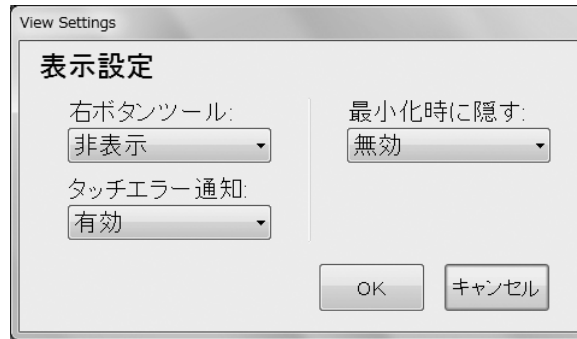 View Settings
表示設定
右ボタンツール:
非表示
タッチエラー通知:
有効
最小化時に隠す:
無効
OK
キャンセル